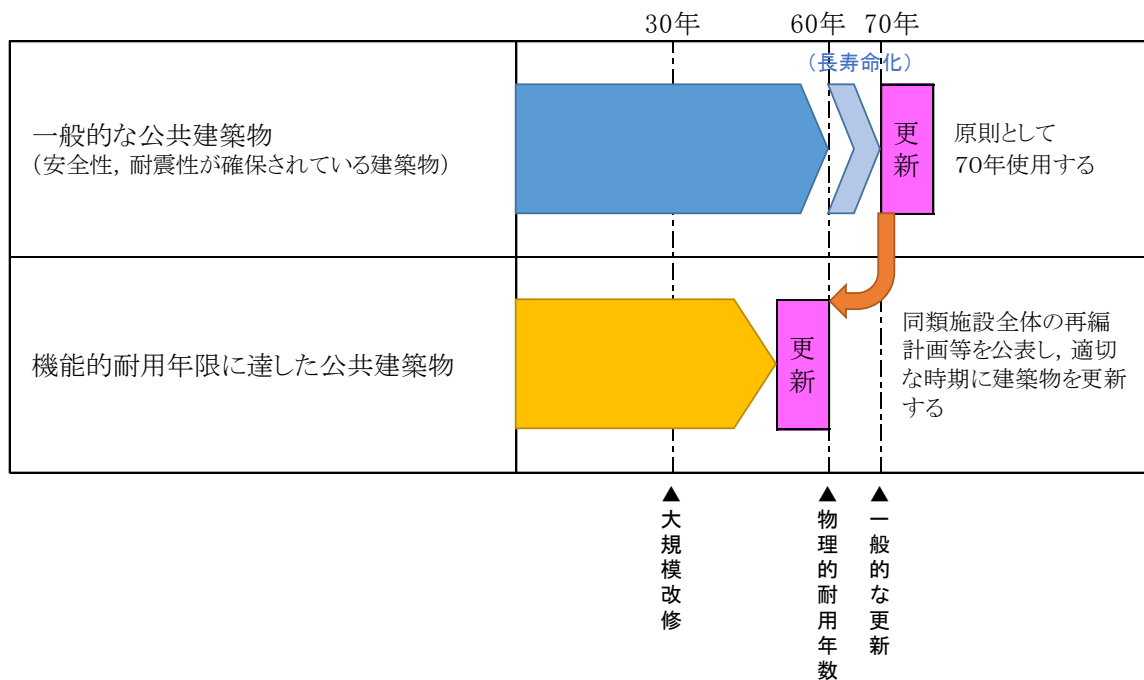 30年
60年
70年
（長寿命化）
一般的な公共建築物
（安全性，耐震性が確保されている建築物）
更新
原則として
70年使用する
機能的耐用年限に達した公共建築物
更新
同類施設全体の再編
計画等を公表し，適切
な時期に建築物を更新
する
▲大規模改修
▲物理的耐用年数
▲一般的な更新